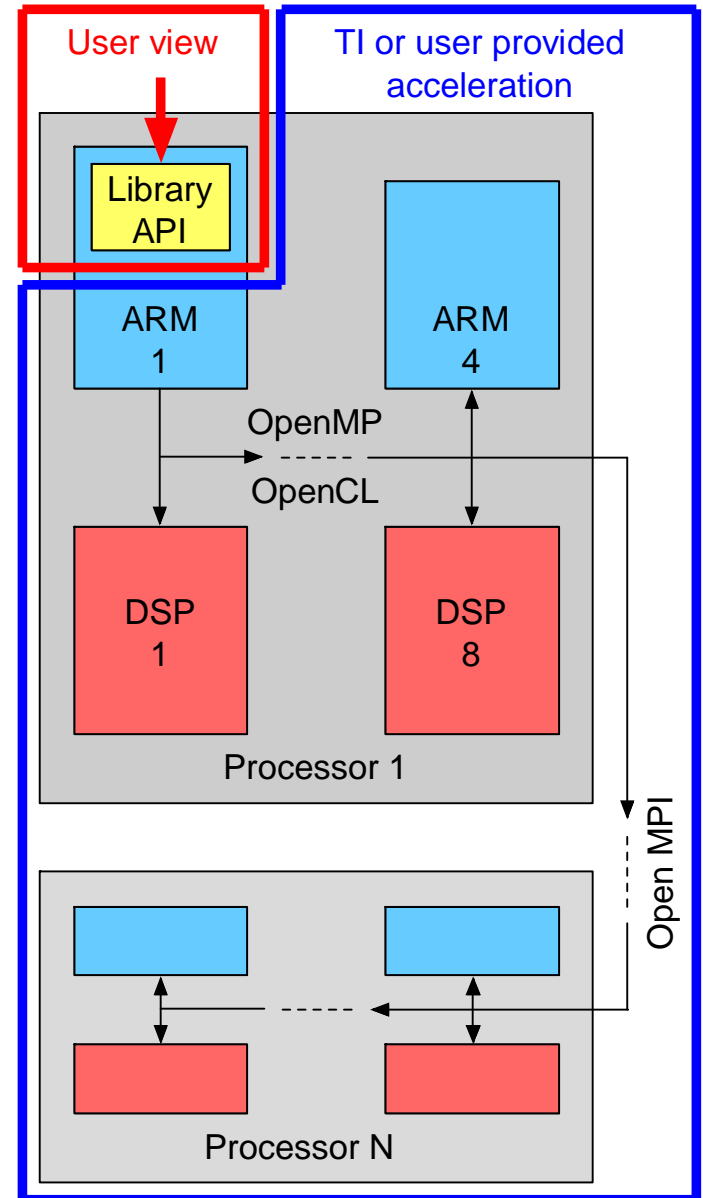 User view
TI or user provided
acceleration
Library
API
ARM
1
ARM
4
OpenMP
OpenCL
DSP
1
DSP
8
Processor 1
Open MPI
Processor N